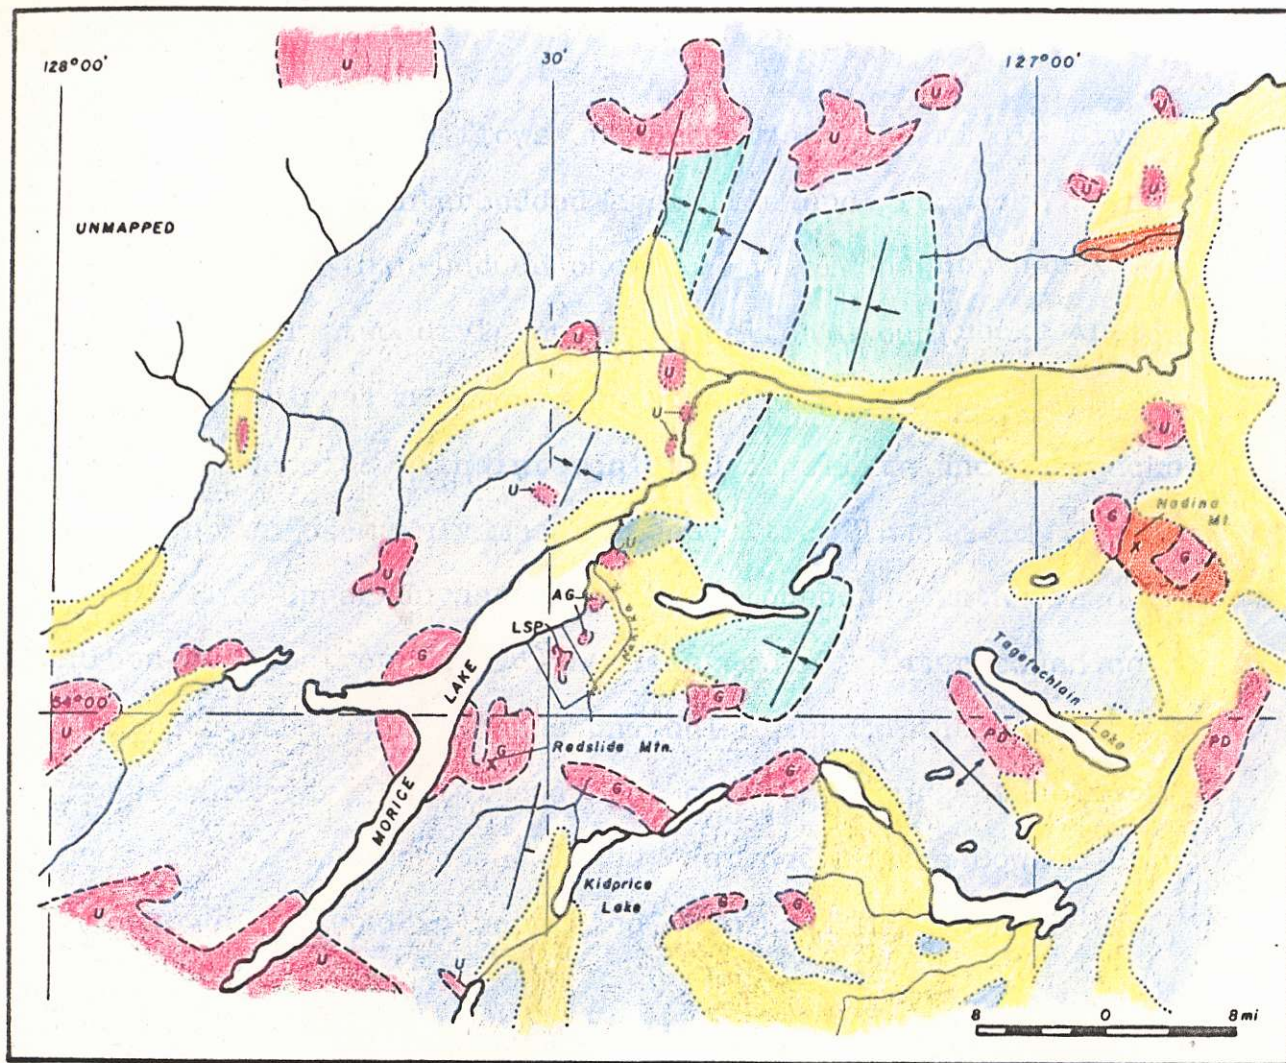 128°00'
30'
127°00'
U
U
U
U
U
U
U
UNMAPPED
U
U
U
U
U
Nadina
Mt.
G
X
G
U
U
AG
LSP
Nanika R.
G
MORICE LAKE
Tagetochlain
Lake
54°00'
U
G
PD
PD
Redslide Mtn.
G
X
G
G
Kidprice
Lake
G
G
U
U
U
8 0 8 mi